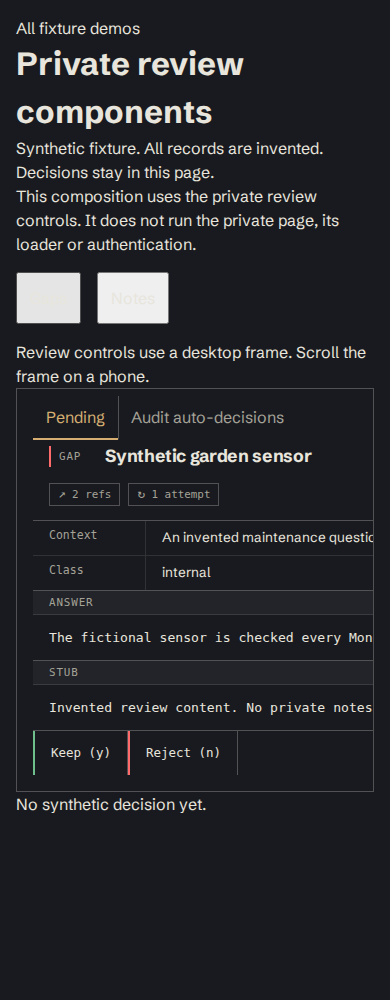 All fixture demos
Private review
components
Synthetic fixture. All records are invented.
Decisions stay in this page.
This composition uses the private review
controls. It does not run the private page, its
loader or authentication.
Notes
Review controls use a desktop frame. Scroll the
frame on a phone.
Pending Audit auto-decisions
GAP Synthetic garden sensor
↗ 2 refs ↻ 1 attempt
Context An invented maintenance questio
Class internal
ANSWER
The fictional sensor is checked every Mon
STUB
Invented review content. No private notes
Keep (y) Reject (n)
No synthetic decision yet.